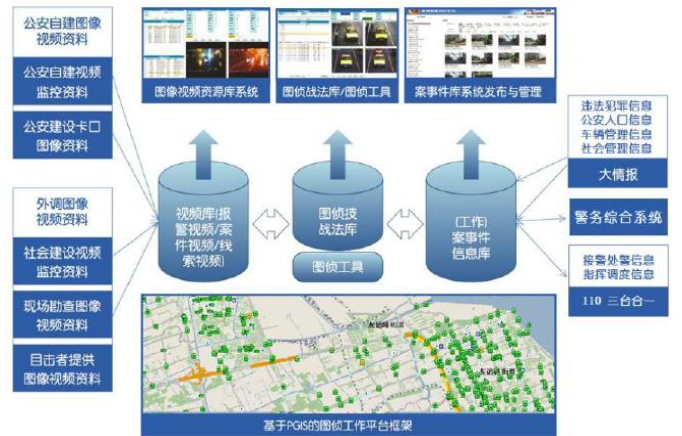 公安自建图像
视频资料
公安自建视频
监控资料
公安建设卡口
图像资料
外调图像
视频资料
社会建设视频
监控资料
现场勘查图像
视频资料
目击者提供
图像视频资料
图像视频资源库系统
图侦战法库/图侦工具
案事件库系统发布与管理
视频库(报
警视频/案
件视频/线
索视频)
图侦技
战法库
图侦工具
(工作)
案事件
信息库
违法犯罪信息
公安人口信息
车辆管理信息
社会管理信息
大情报
警务综合系统
接警处警信息
指挥调度信息
110 三台合一
基于PGIS的图侦工作平台框架